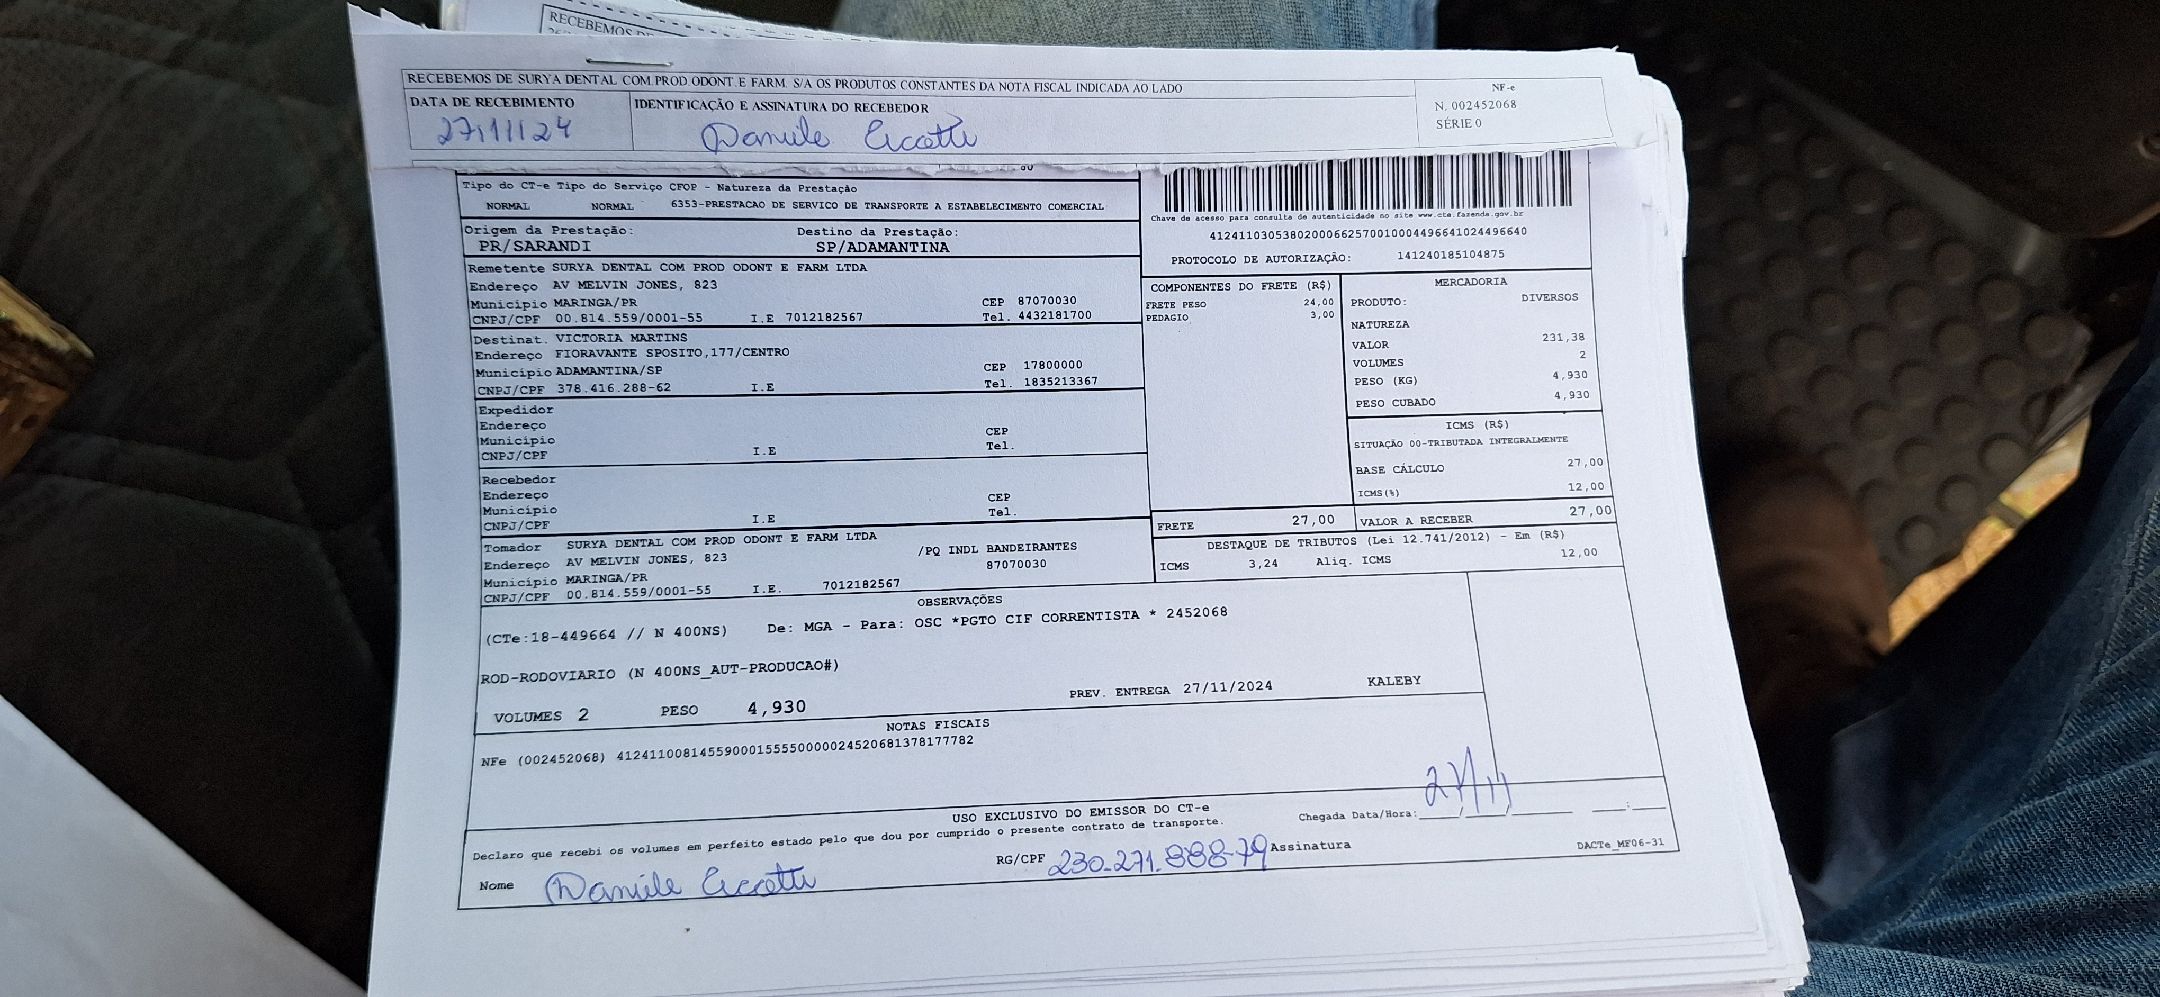 RECEBEMOS DE
RECEBEMOS DE SURYA DENTAL COM PROD ODONT E FARM S/A OS PRODUTOS CONSTANTES DA NOTA FISCAL INDICADA AO LADO
NF-e
N. 002452068
SÉRIE 0
DATA DE RECEBIMENTO
27/11/24
IDENTIFICAÇÃO E ASSINATURA DO RECEBEDOR
Daniele
Tipo do CT-e Tipo do Serviço CFOP - Natureza da Prestação
NORMAL NORMAL 6353-PRESTACAO DE SERVICO DE TRANSPORTE A ESTABELECIMENTO COMERCIAL
Origem da Prestação: Destino da Prestação:
PR/SARANDI SP/ADAMANTINA
Chave de acesso para consulta de autenticidade no site www.cte.fazenda.gov.br
41241103053802000662570010004496641024496640
PROTOCOLO DE AUTORIZAÇÃO: 141240185104875
Remetente SURYA DENTAL COM PROD ODONT E FARM LTDA
Endereço AV MELVIN JONES, 823
Município MARINGA/PR CEP 87070030
CNPJ/CPF 00.814.559/0001-55 I.E 7012182567 Tel. 4432181700
Destinat. VICTORIA MARTINS
Endereço FIORAVANTE SPOSITO,177/CENTRO
Município ADAMANTINA/SP CEP 17800000
CNPJ/CPF 378.416.288-62 I.E Tel. 1835213367
Expedidor
Endereço
Município CEP
CNPJ/CPF I.E Tel.
Recebedor
Endereço
Município CEP
CNPJ/CPF I.E Tel.
Tomador SURYA DENTAL COM PROD ODONT E FARM LTDA
Endereço AV MELVIN JONES, 823 /PQ INDL BANDEIRANTES
Município MARINGA/PR 87070030
CNPJ/CPF 00.814.559/0001-55 I.E. 7012182567
COMPONENTES DO FRETE (R$)
FRETE PESO 24,00
PEDAGIO 3,00
MERCADORIA
PRODUTO: DIVERSOS
NATUREZA
VALOR 231,38
VOLUMES 2
PESO (KG) 4,930
PESO CUBADO 4,930
ICMS (R$)
SITUAÇÃO 00-TRIBUTADA INTEGRALMENTE
BASE CÁLCULO 27,00
ICMS(%) 12,00
FRETE 27,00 VALOR A RECEBER 27,00
DESTAQUE DE TRIBUTOS (Lei 12.741/2012) - Em (R$)
ICMS 3,24 Aliq. ICMS 12,00
OBSERVAÇÕES
(CTe:18-449664 // N 400NS) De: MGA - Para: OSC *PGTO CIF CORRENTISTA * 2452068
ROD-RODOVIARIO (N 400NS_AUT-PRODUCAO#)
VOLUMES 2 PESO 4,930 PREV. ENTREGA 27/11/2024 KALEBY
NOTAS FISCAIS
NFe (002452068) 41241100814559000155550000024520681378177782
USO EXCLUSIVO DO EMISSOR DO CT-e
Declaro que recebi os volumes em perfeito estado pelo que dou por cumprido o presente contrato de transporte.
Chegada Data/Hora: 27/11
Nome Daniele
RG/CPF 230.271.888-79 Assinatura
DACTe_MF06-31